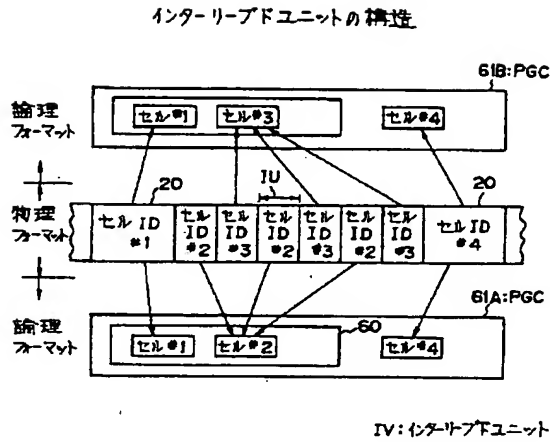 インターリーブドユニットの構造
61B:PGC
論理
フォーマット
セル#1 セル#3 セル#4
20 IU 20
物理
フォーマット
セル ID #1
セル ID #2
セル ID #3
セル ID #2
セル ID #3
セル ID #2
セル ID #3
セル ID #4
61A:PGC
論理
フォーマット
60
セル#1 セル#2 セル#4
IV:インターリーブドユニット